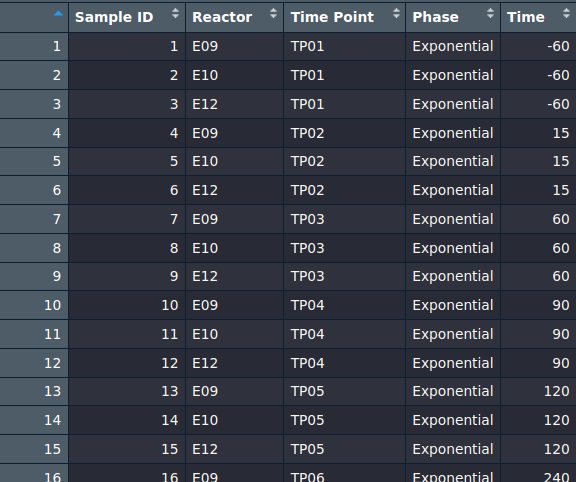 Sample ID Reactor Time Point Phase Time
1 1 E09 TP01 Exponential -60
2 2 E10 TP01 Exponential -60
3 3 E12 TP01 Exponential -60
4 4 E09 TP02 Exponential 15
5 5 E10 TP02 Exponential 15
6 6 E12 TP02 Exponential 15
7 7 E09 TP03 Exponential 60
8 8 E10 TP03 Exponential 60
9 9 E12 TP03 Exponential 60
10 10 E09 TP04 Exponential 90
11 11 E10 TP04 Exponential 90
12 12 E12 TP04 Exponential 90
13 13 E09 TP05 Exponential 120
14 14 E10 TP05 Exponential 120
15 15 E12 TP05 Exponential 120
16 16 E09 TP06 Exponential 240